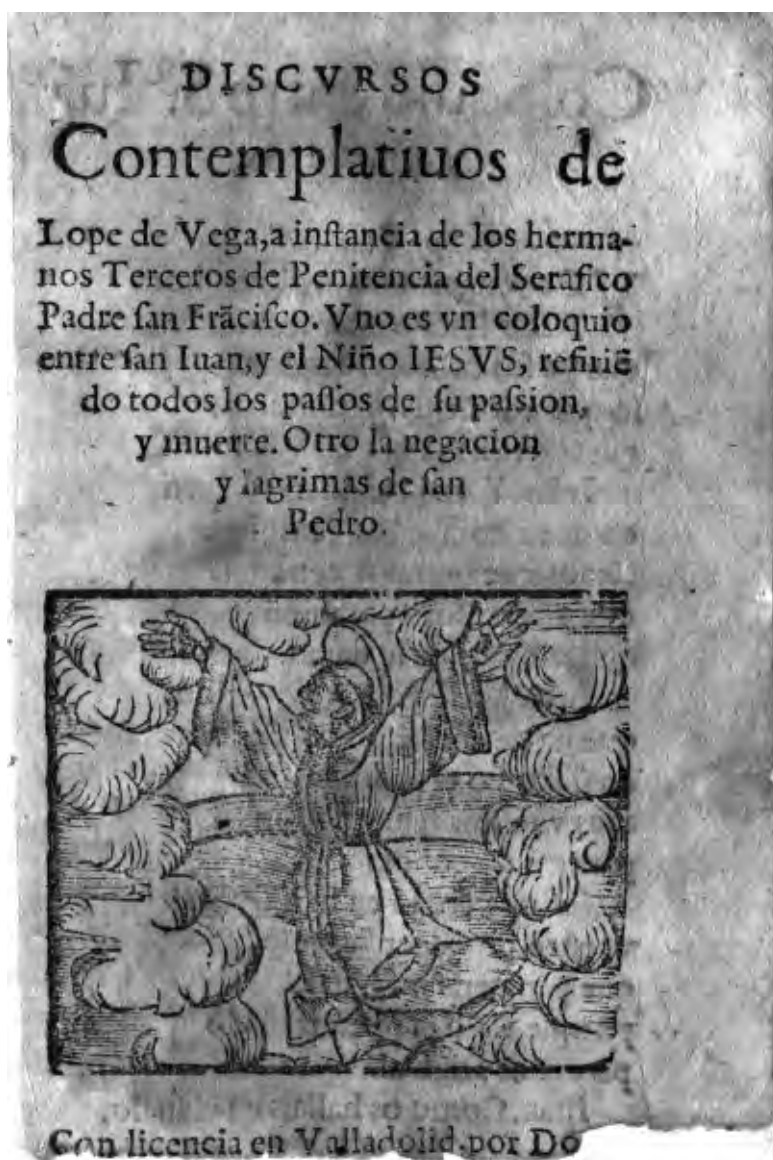 DISCVRSOS
Contemplatiuos de
Lope de Vega, a inſtancia de los herma-
nos Terceros de Penitencia del Serafico
Padre ſan Frãciſco. Vno es vn coloquio
entre ſan Iuan, y el Niño IESVS, refiriẽ
do todos los paſſos de ſu paſsion,
y muerte. Otro la negacion
y lagrimas de ſan
Pedro.
Con licencia en Valladolid, por Do